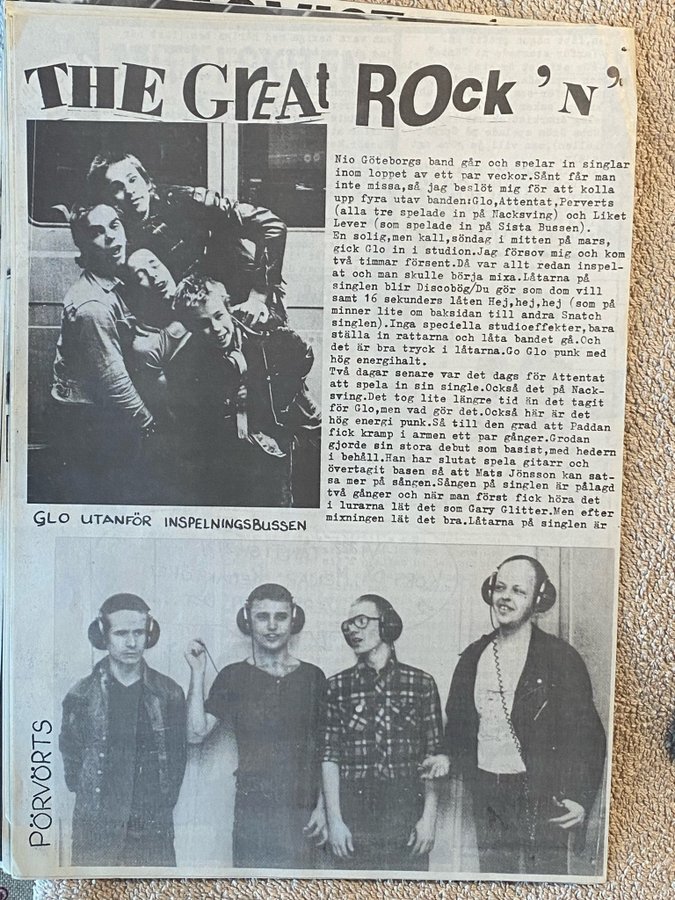 THE GREAt ROck 'N'
Nio Göteborgs band går och spelar in singlar
inom loppet av ett par veckor.Sånt får man
inte missa,så jag beslöt mig för att kolla
upp fyra utav banden:Glo,Attentat,Perverts
(alla tre spelade in på Nacksving) och Liket
Lever (som spelade in på Sista Bussen).
En solig,men kall,söndag i mitten på mars,
gick Glo in i studion.Jag försov mig och kom
två timmar försent.Då var allt redan inspel-
at och man skulle börja mixa.Låtarna på
singlen blir Discobög/Du gör som dom vill
samt 16 sekunders låten Hej,hej,hej (som på
minner lite om baksidan till andra Snatch
singlen).Inga speciella studioeffekter,bara
ställa in rattarna och låta bandet gå.Och
det är bra tryck i låtarna.Go Glo punk med
hög energihalt.
Två dagar senare var det dags för Attentat
att spela in sin single.Också det på Nack-
sving.Det tog lite längre tid än det tagit
för Glo,men vad gör det.Också här är det
hög energi punk.Så till den grad att Paddan
fick kramp i armen ett par gånger.Grodan
gjorde sin stora debut som basist,med hedern
i behåll.Han har slutat spela gitarr och
övertagit basen så att Mats Jönsson kan sat-
sa mer på sången.Sången på singlen är pålagd
två gånger och när man först fick höra det
i lurarna lät det som Gary Glitter.Men efter
mixningen lät det bra.Låtarna på singlen är
GLO UTANFÖR INSPELNINGSBUSSEN
PÖRVÖRTS